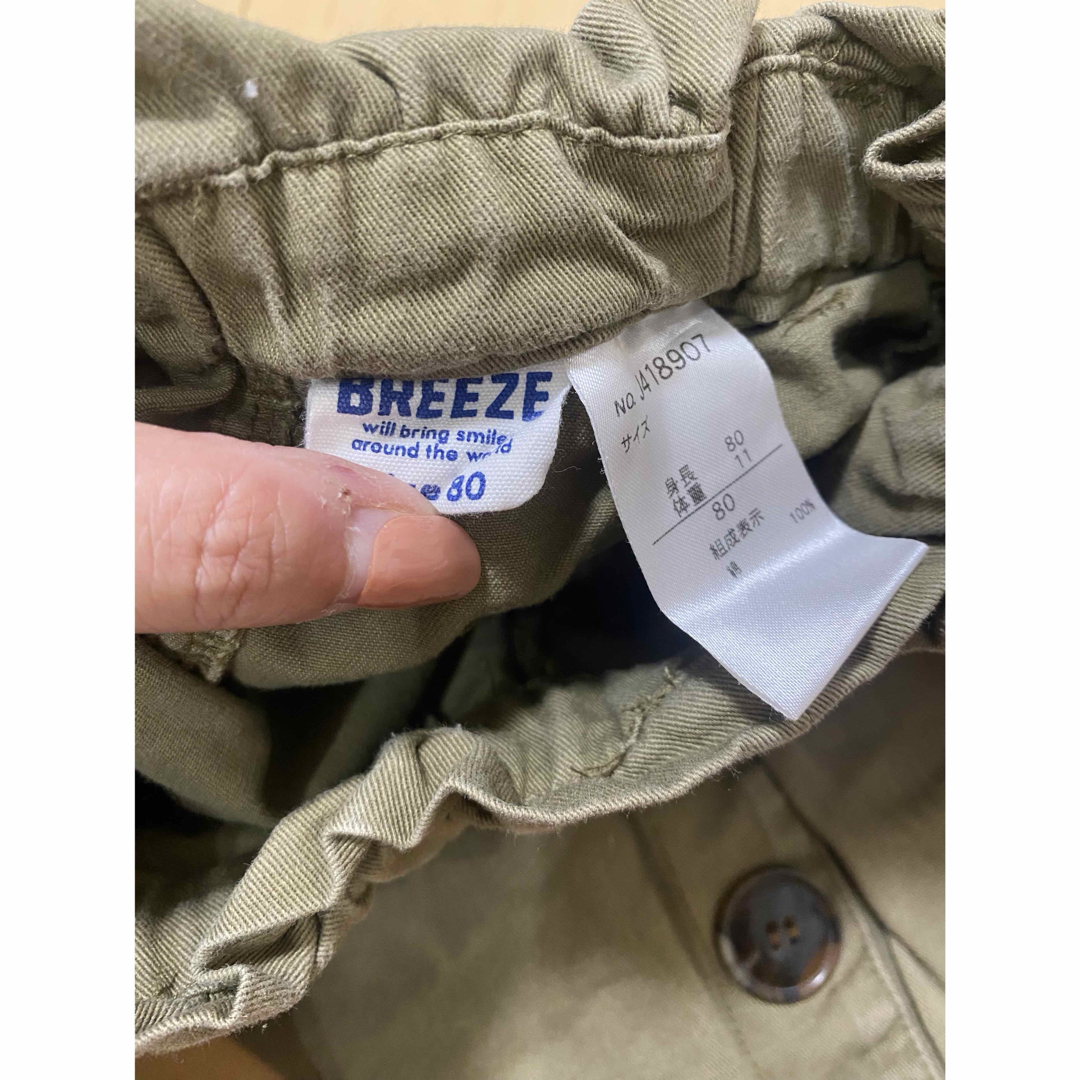 BREEZE
will bring smile
around the world
size 80
No. J418907
サイズ
身長 80
体重 11
80
組成表示
綿 100%